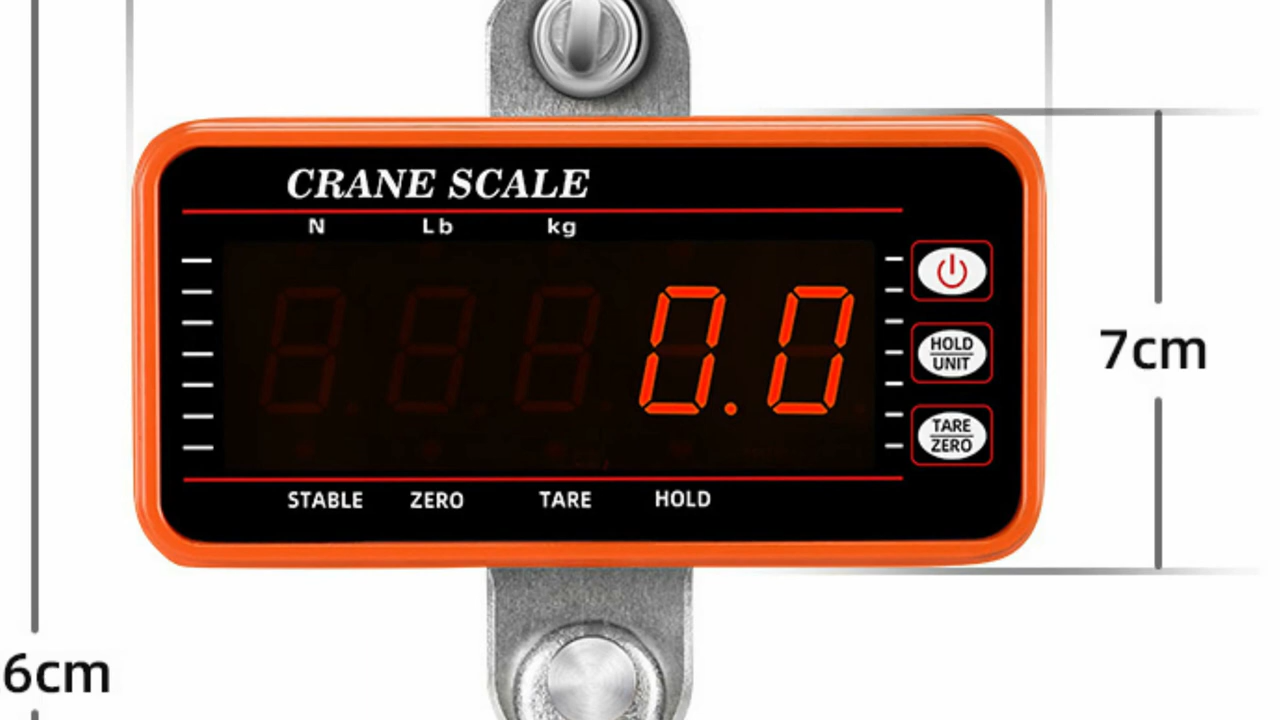 CRANE SCALE
N Lb kg
0.0
HOLD
UNIT
TARE
ZERO
STABLE ZERO TARE HOLD
7cm
6cm